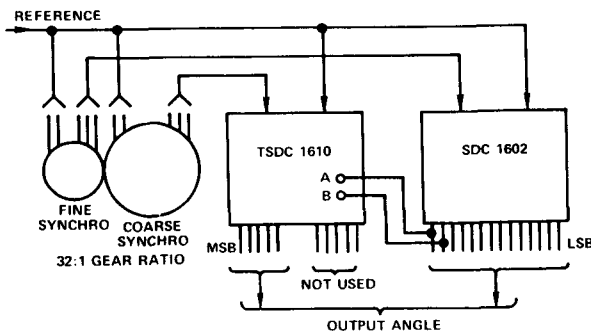 REFERENCE
TSDC 1610
SDC 1602
A
B
FINE
SYNCHRO
COARSE
SYNCHRO
32:1 GEAR RATIO
MSB
LSB
NOT USED
OUTPUT ANGLE